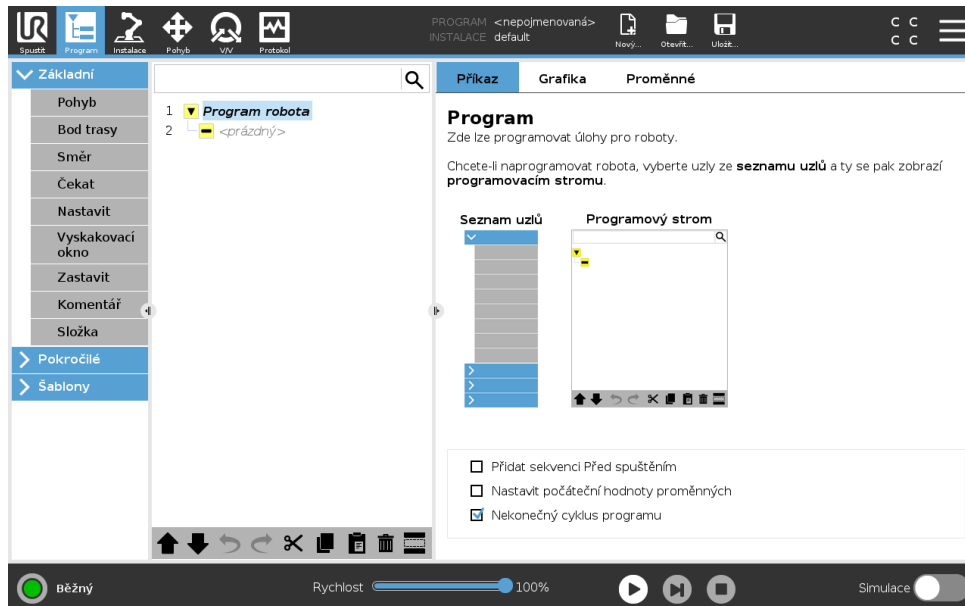 PROGRAM <nepojmenovaná>
INSTALACE default
Spustit
Program
Instalace
Pohyb
V/V
Protokol
Nový...
Otevřít...
Uložit...
C C
C C
Základní
Pohyb
Bod trasy
Směr
Čekat
Nastavit
Vyskakovací
okno
Zastavit
Komentář
Složka
Pokročilé
Šablony
1 Program robota
2 <prázdný>
Příkaz
Grafika
Proměnné
Program
Zde lze programovat úlohy pro roboty.
Chcete-li naprogramovat robota, vyberte uzly ze seznamu uzlů a ty se pak zobrazí
programovacím stromu.
Seznam uzlů
Programový strom
Přidat sekvenci Před spuštěním
Nastavit počáteční hodnoty proměnných
Nekonečný cyklus programu
Běžný
Rychlost
100%
Simulace